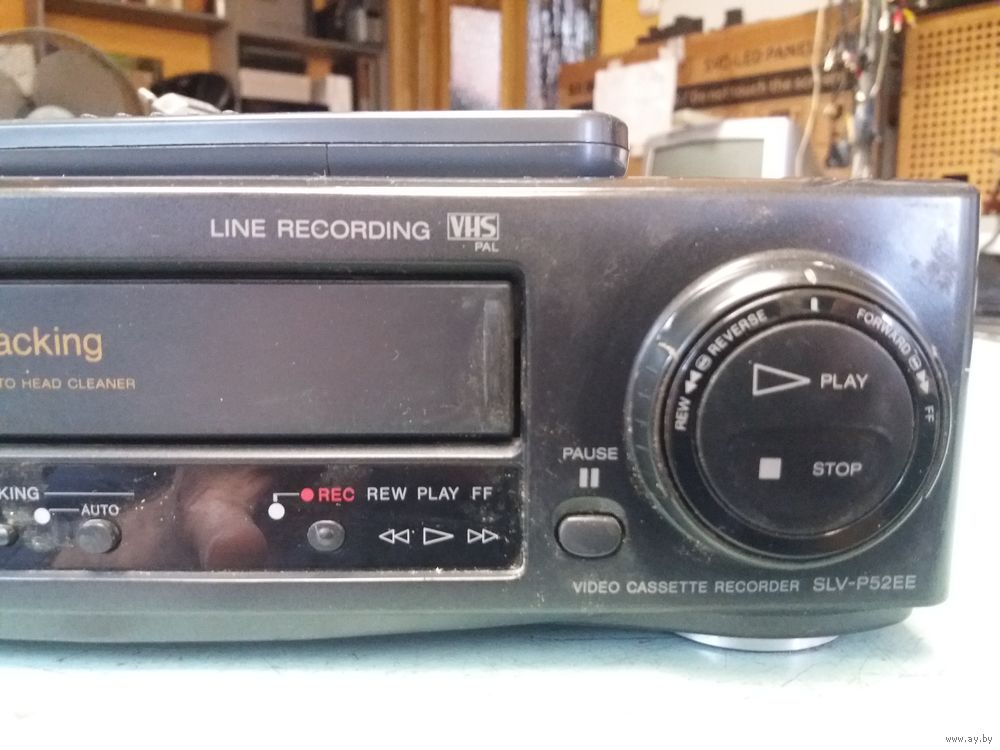 LINE RECORDING VHS
PAL
acking
TO HEAD CLEANER
REVERSE
FORWARD
REW
FF
PLAY
STOP
PAUSE
KING
AUTO
REC REW PLAY FF
VIDEO CASSETTE RECORDER SLV-P52EE
www.ay.by